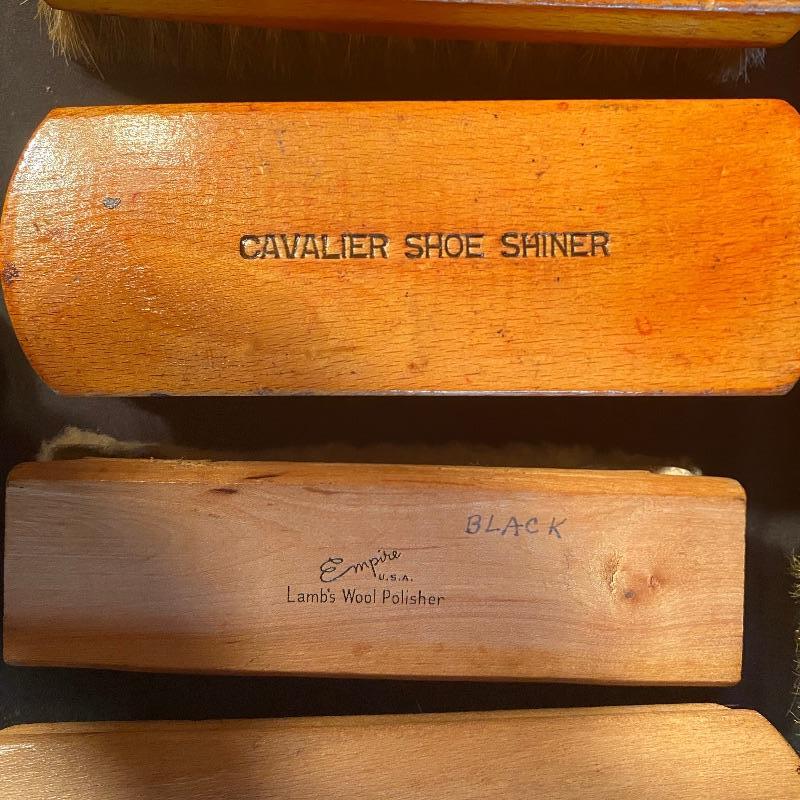 CAVALIER SHOE SHINER
BLACK
Empire
U.S.A.
Lamb's Wool Polisher